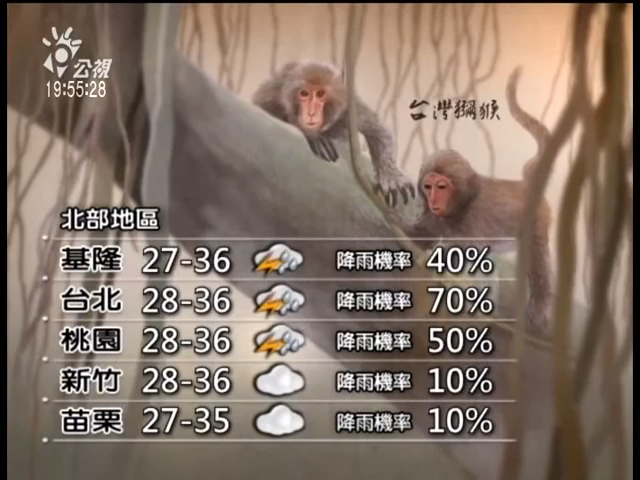 公視
19:55:28
台灣獼猴
北部地區
基隆 27-36 降雨機率 40%
台北 28-36 降雨機率 70%
桃園 28-36 降雨機率 50%
新竹 28-36 降雨機率 10%
苗栗 27-35 降雨機率 10%